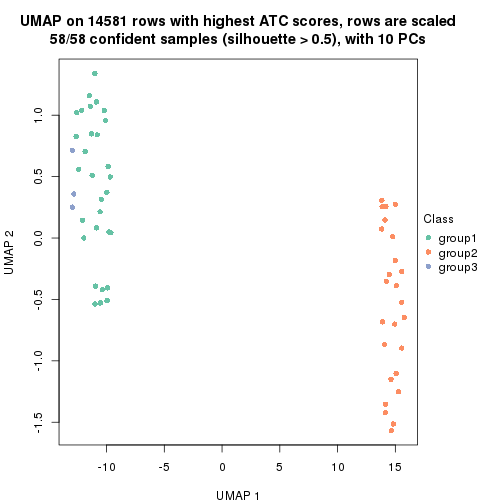 UMAP on 14581 rows with highest ATC scores, rows are scaled
58/58 confident samples (silhouette > 0.5), with 10 PCs
1.0
0.5
0.0
-0.5
-1.0
-1.5
UMAP 2
-10
-5
0
5
10
15
UMAP 1
Class
group1
group2
group3